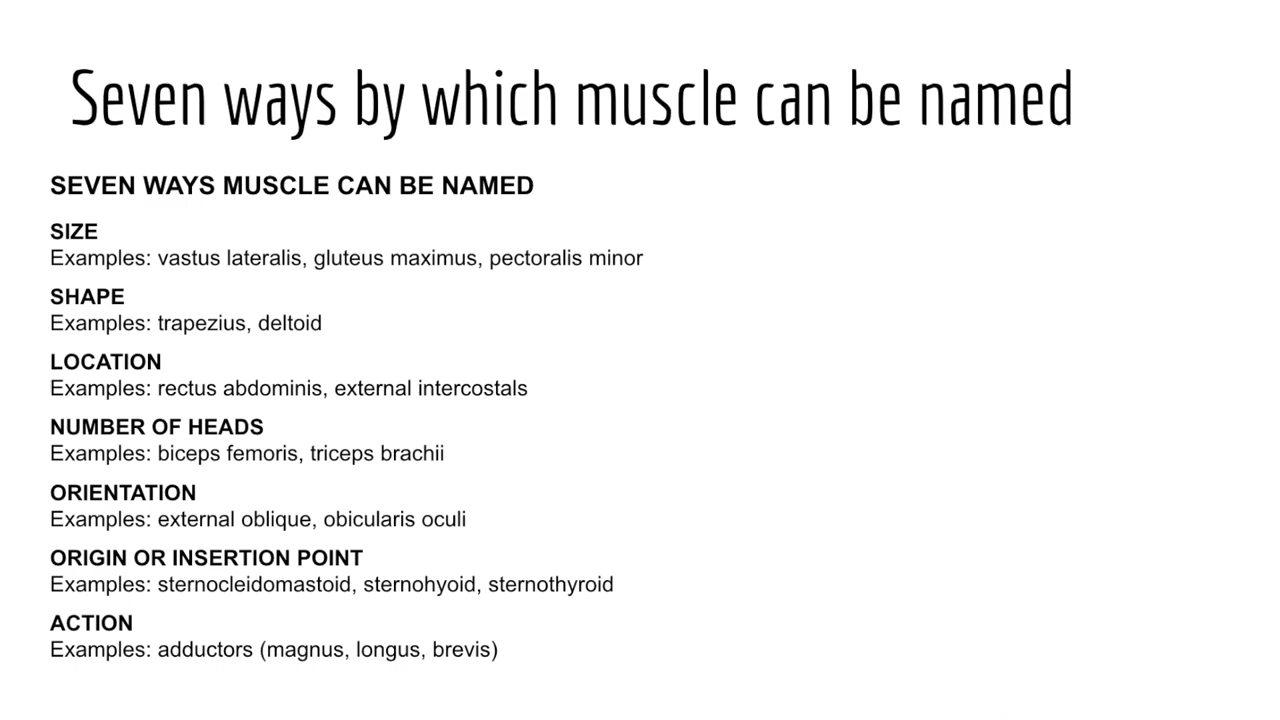 Seven ways by which muscle can be named
SEVEN WAYS MUSCLE CAN BE NAMED
SIZE
Examples: vastus lateralis, gluteus maximus, pectoralis minor
SHAPE
Examples: trapezius, deltoid
LOCATION
Examples: rectus abdominis, external intercostals
NUMBER OF HEADS
Examples: biceps femoris, triceps brachii
ORIENTATION
Examples: external oblique, obicularis oculi
ORIGIN OR INSERTION POINT
Examples: sternocleidomastoid, sternohyoid, sternothyroid
ACTION
Examples: adductors (magnus, longus, brevis)